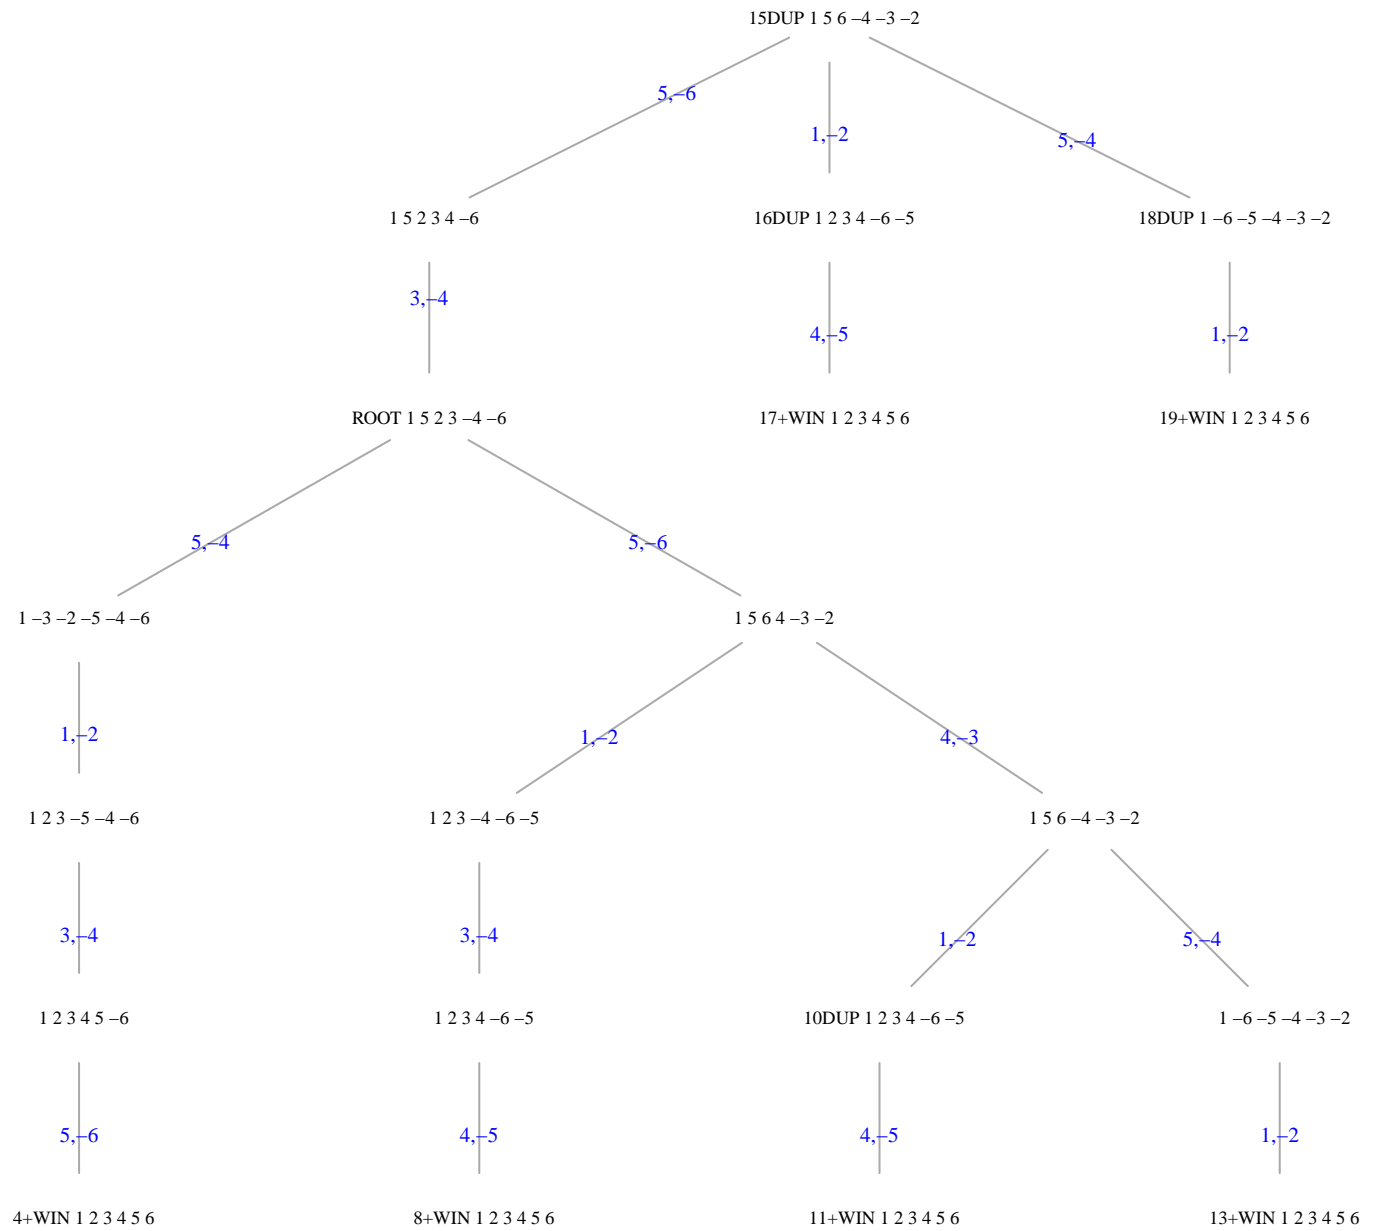 15DUP 1 5 6 –4 –3 –2
5,–6
1,–2
5,–4
1 5 2 3 4 –6
16DUP 1 2 3 4 –6 –5
18DUP 1 –6 –5 –4 –3 –2
3,–4
4,–5
1,–2
ROOT 1 5 2 3 –4 –6
17+WIN 1 2 3 4 5 6
19+WIN 1 2 3 4 5 6
5,–4
5,–6
1 –3 –2 –5 –4 –6
1 5 6 4 –3 –2
1,–2
1,–2
4,–3
1 2 3 –5 –4 –6
1 2 3 –4 –6 –5
1 5 6 –4 –3 –2
3,–4
3,–4
1,–2
5,–4
1 2 3 4 5 –6
1 2 3 4 –6 –5
10DUP 1 2 3 4 –6 –5
1 –6 –5 –4 –3 –2
5,–6
4,–5
4,–5
1,–2
4+WIN 1 2 3 4 5 6
8+WIN 1 2 3 4 5 6
11+WIN 1 2 3 4 5 6
13+WIN 1 2 3 4 5 6